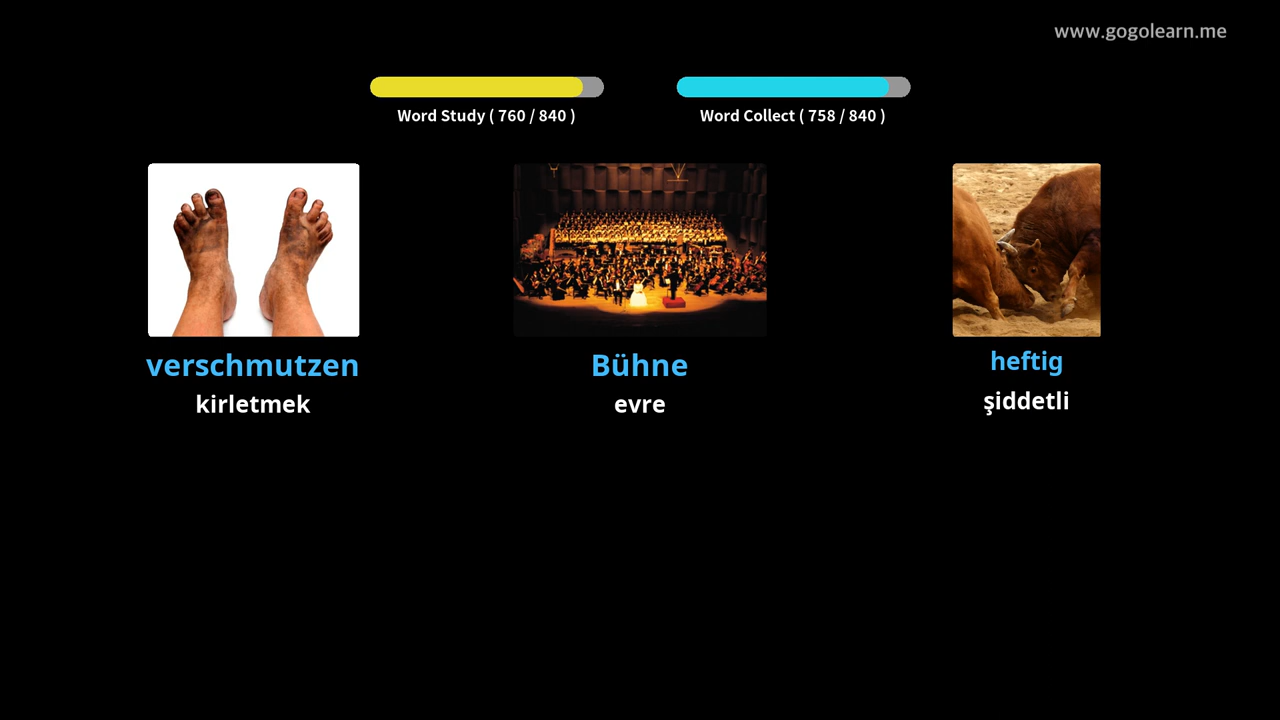 www.gogolearn.me
Word Study ( 760 / 840 )
Word Collect ( 758 / 840 )
verschmutzen
kirletmek
Bühne
evre
heftig
şiddetli